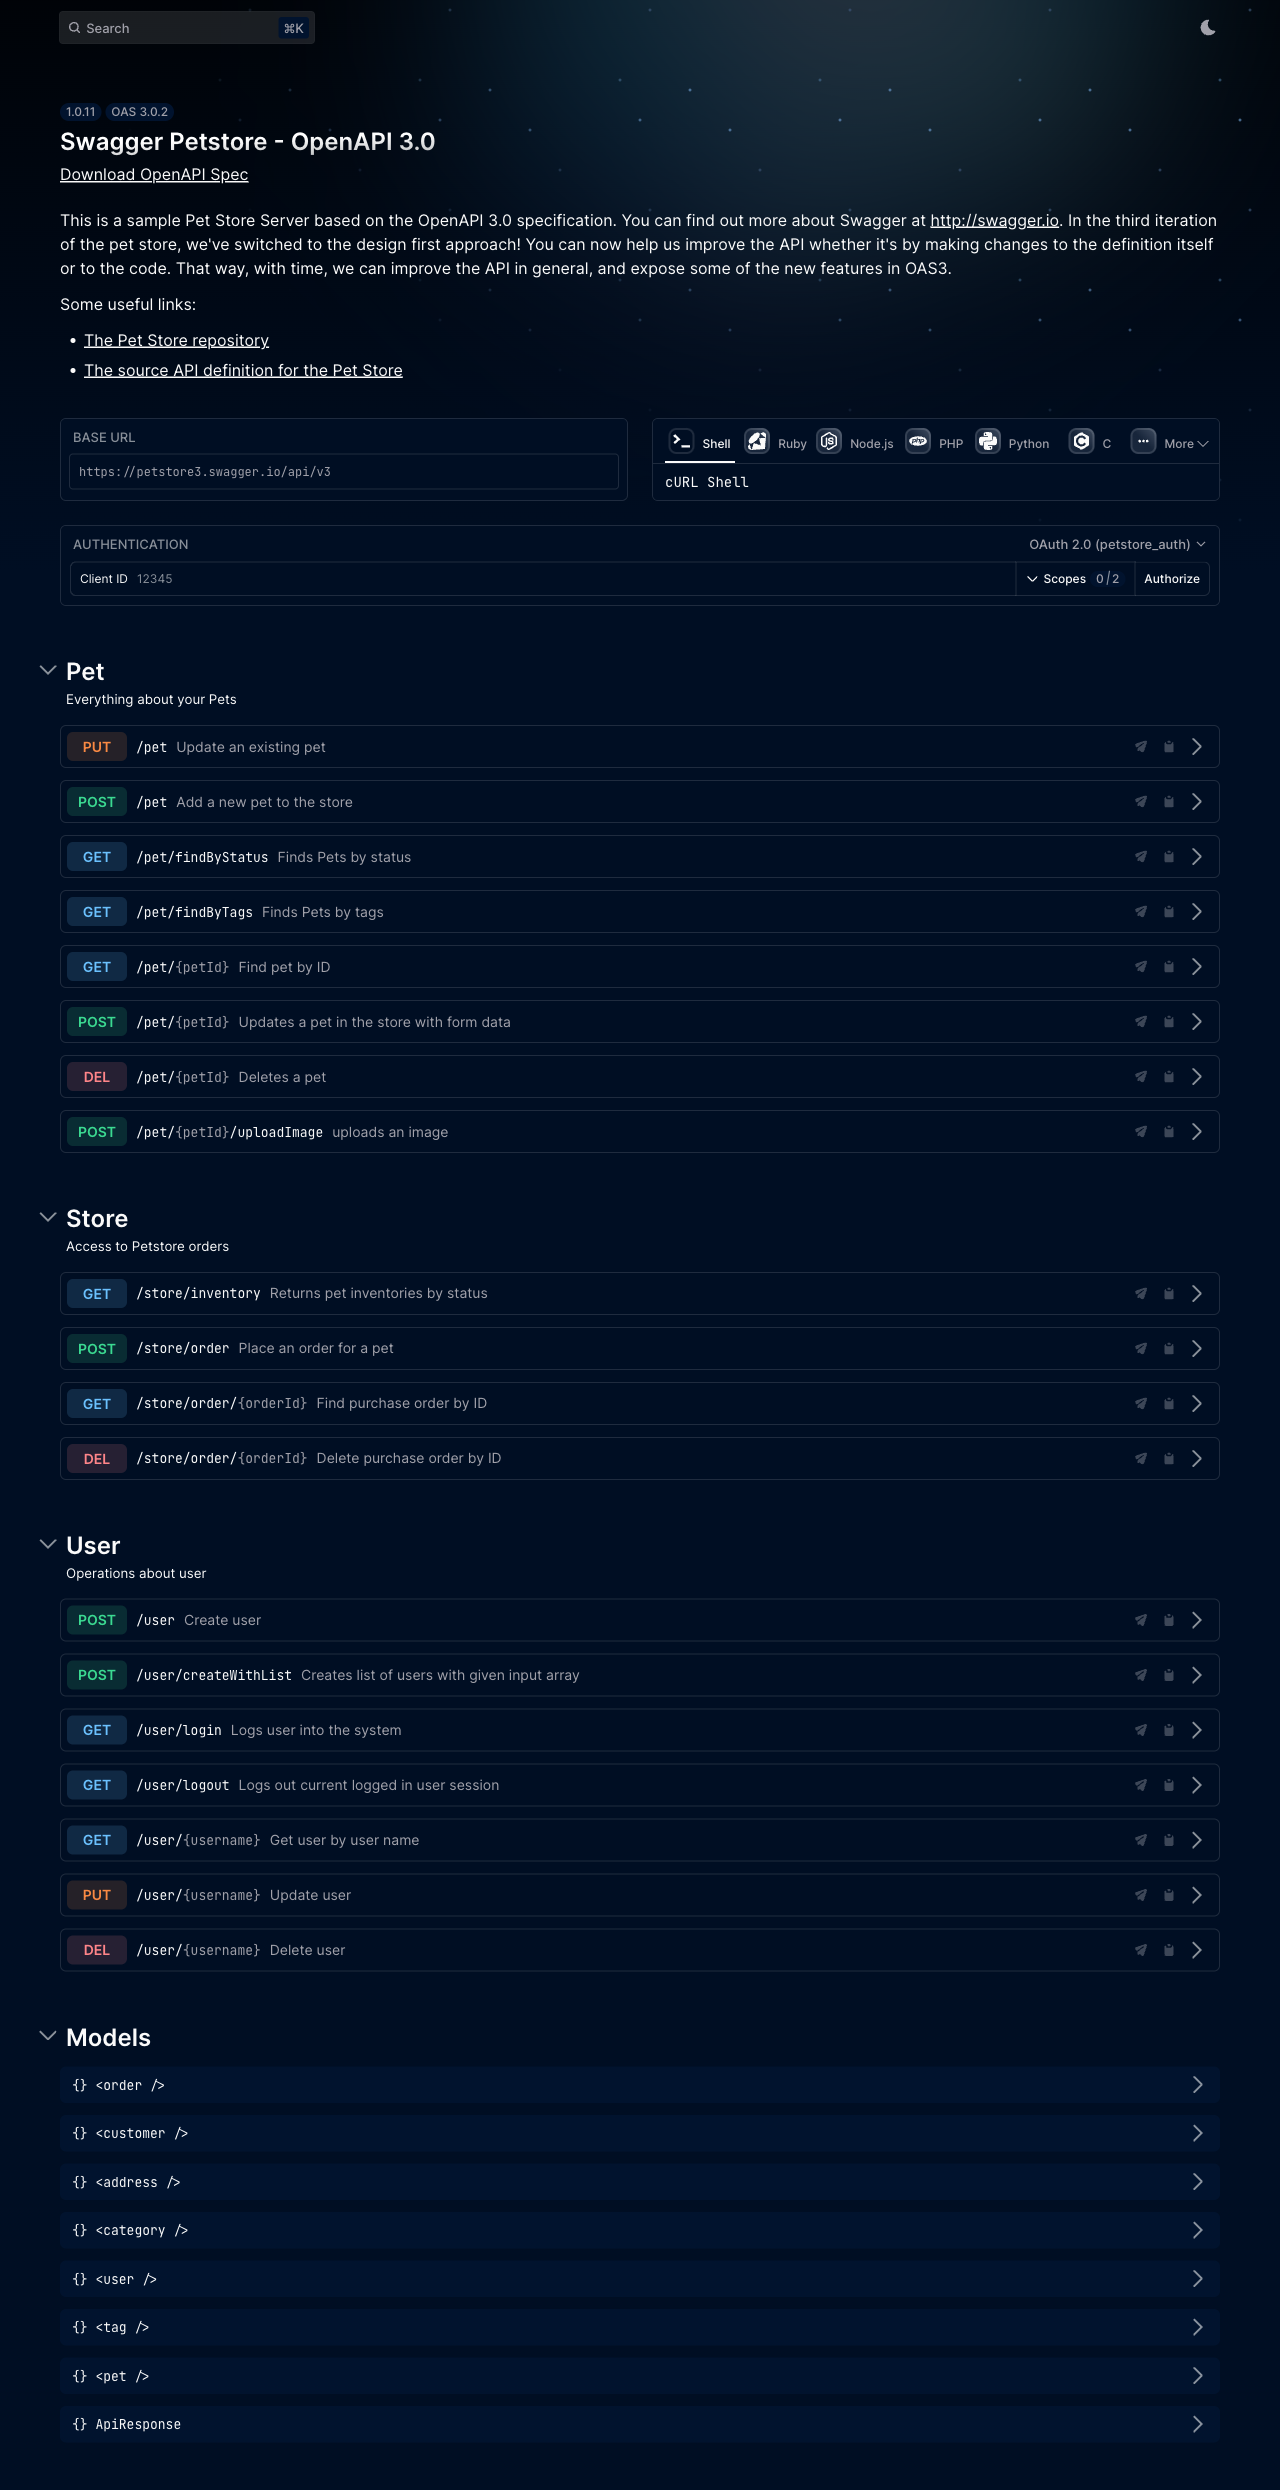 Search ⌘K
1.0.11 OAS 3.0.2
Swagger Petstore - OpenAPI 3.0
Download OpenAPI Spec
This is a sample Pet Store Server based on the OpenAPI 3.0 specification. You can find out more about Swagger at http://swagger.io. In the third iteration
of the pet store, we've switched to the design first approach! You can now help us improve the API whether it's by making changes to the definition itself
or to the code. That way, with time, we can improve the API in general, and expose some of the new features in OAS3.
Some useful links:
• The Pet Store repository
• The source API definition for the Pet Store
BASE URL
https://petstore3.swagger.io/api/v3
Shell Ruby Node.js PHP Python C More
cURL Shell
AUTHENTICATION OAuth 2.0 (petstore_auth)
Client ID 12345 Scopes 0/2 Authorize
Pet
Everything about your Pets
PUT /pet Update an existing pet
POST /pet Add a new pet to the store
GET /pet/findByStatus Finds Pets by status
GET /pet/findByTags Finds Pets by tags
GET /pet/{petId} Find pet by ID
POST /pet/{petId} Updates a pet in the store with form data
DEL /pet/{petId} Deletes a pet
POST /pet/{petId}/uploadImage uploads an image
Store
Access to Petstore orders
GET /store/inventory Returns pet inventories by status
POST /store/order Place an order for a pet
GET /store/order/{orderId} Find purchase order by ID
DEL /store/order/{orderId} Delete purchase order by ID
User
Operations about user
POST /user Create user
POST /user/createWithList Creates list of users with given input array
GET /user/login Logs user into the system
GET /user/logout Logs out current logged in user session
GET /user/{username} Get user by user name
PUT /user/{username} Update user
DEL /user/{username} Delete user
Models
{} <order />
{} <customer />
{} <address />
{} <category />
{} <user />
{} <tag />
{} <pet />
{} ApiResponse